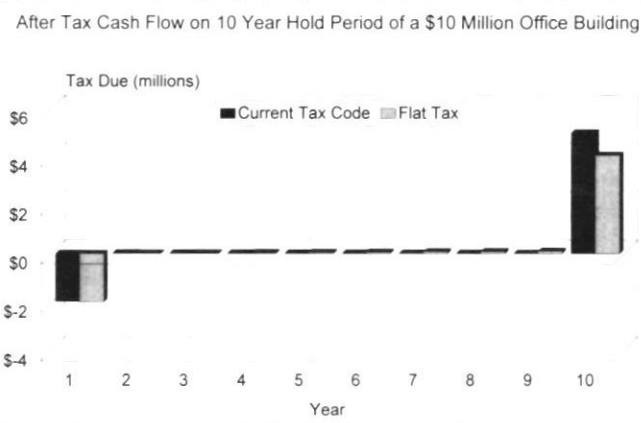 After Tax Cash Flow on 10 Year Hold Period of a $10 Million Office Building
Tax Due (millions)
Current Tax Code Flat Tax
$6
$4
$2
$0
$-2
$-4
1 2 3 4 5 6 7 8 9 10
Year